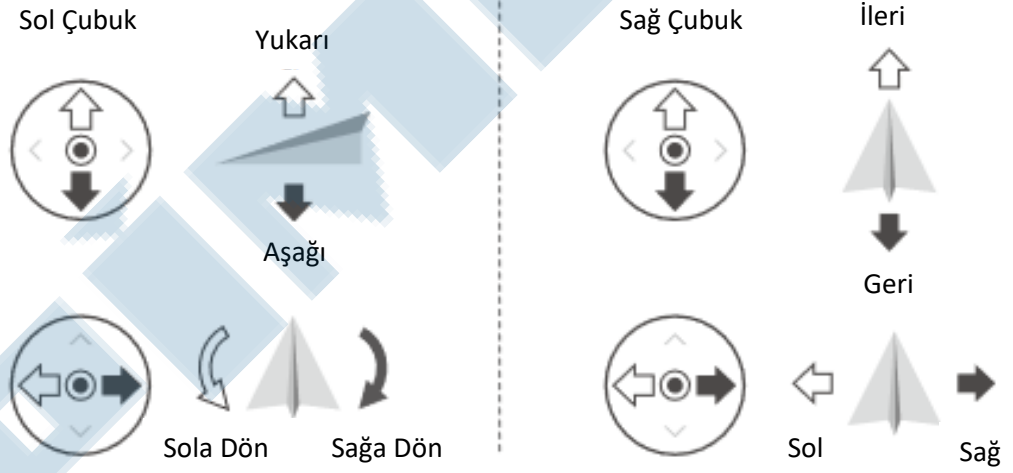 Sol Çubuk
Yukarı
Aşağı
Sola Dön
Sağa Dön
Sağ Çubuk
İleri
Geri
Sol
Sağ